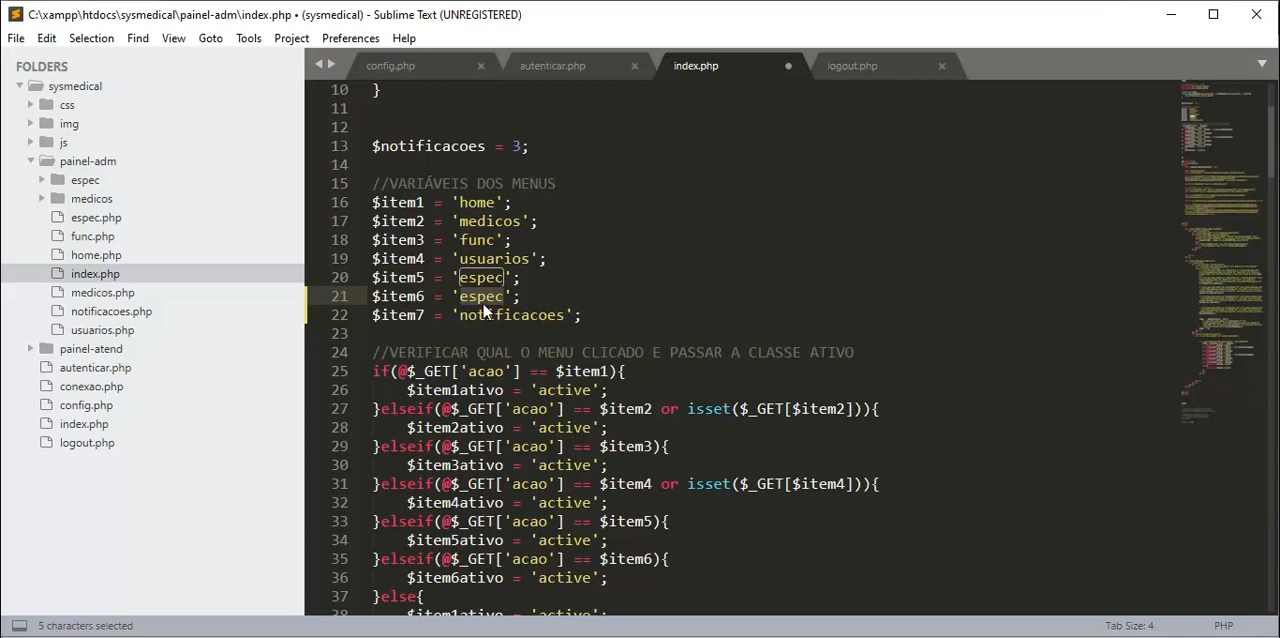 C:\xampp\htdocs\sysmedical\painel-adm\index.php • (sysmedical) - Sublime Text (UNREGISTERED)
File Edit Selection Find View Goto Tools Project Preferences Help
FOLDERS
sysmedical
css
img
js
painel-adm
espec
medicos
espec.php
func.php
home.php
index.php
medicos.php
notificacoes.php
usuarios.php
painel-atend
autenticar.php
conexao.php
config.php
index.php
logout.php
config.php autenticar.php index.php logout.php
10 }
11
12
13 $notificacoes = 3;
14
15 //VARIÁVEIS DOS MENUS
16 $item1 = 'home';
17 $item2 = 'medicos';
18 $item3 = 'func';
19 $item4 = 'usuarios';
20 $item5 = 'espec';
21 $item6 = 'espec';
22 $item7 = 'notificacoes';
23
24 //VERIFICAR QUAL O MENU CLICADO E PASSAR A CLASSE ATIVO
25 if(@$_GET['acao'] == $item1){
26 $item1ativo = 'active';
27 }elseif(@$_GET['acao'] == $item2 or isset($_GET[$item2])){
28 $item2ativo = 'active';
29 }elseif(@$_GET['acao'] == $item3){
30 $item3ativo = 'active';
31 }elseif(@$_GET['acao'] == $item4 or isset($_GET[$item4])){
32 $item4ativo = 'active';
33 }elseif(@$_GET['acao'] == $item5){
34 $item5ativo = 'active';
35 }elseif(@$_GET['acao'] == $item6){
36 $item6ativo = 'active';
37 }else{
38 $item1ativo = 'active';
5 characters selected Tab Size: 4 PHP